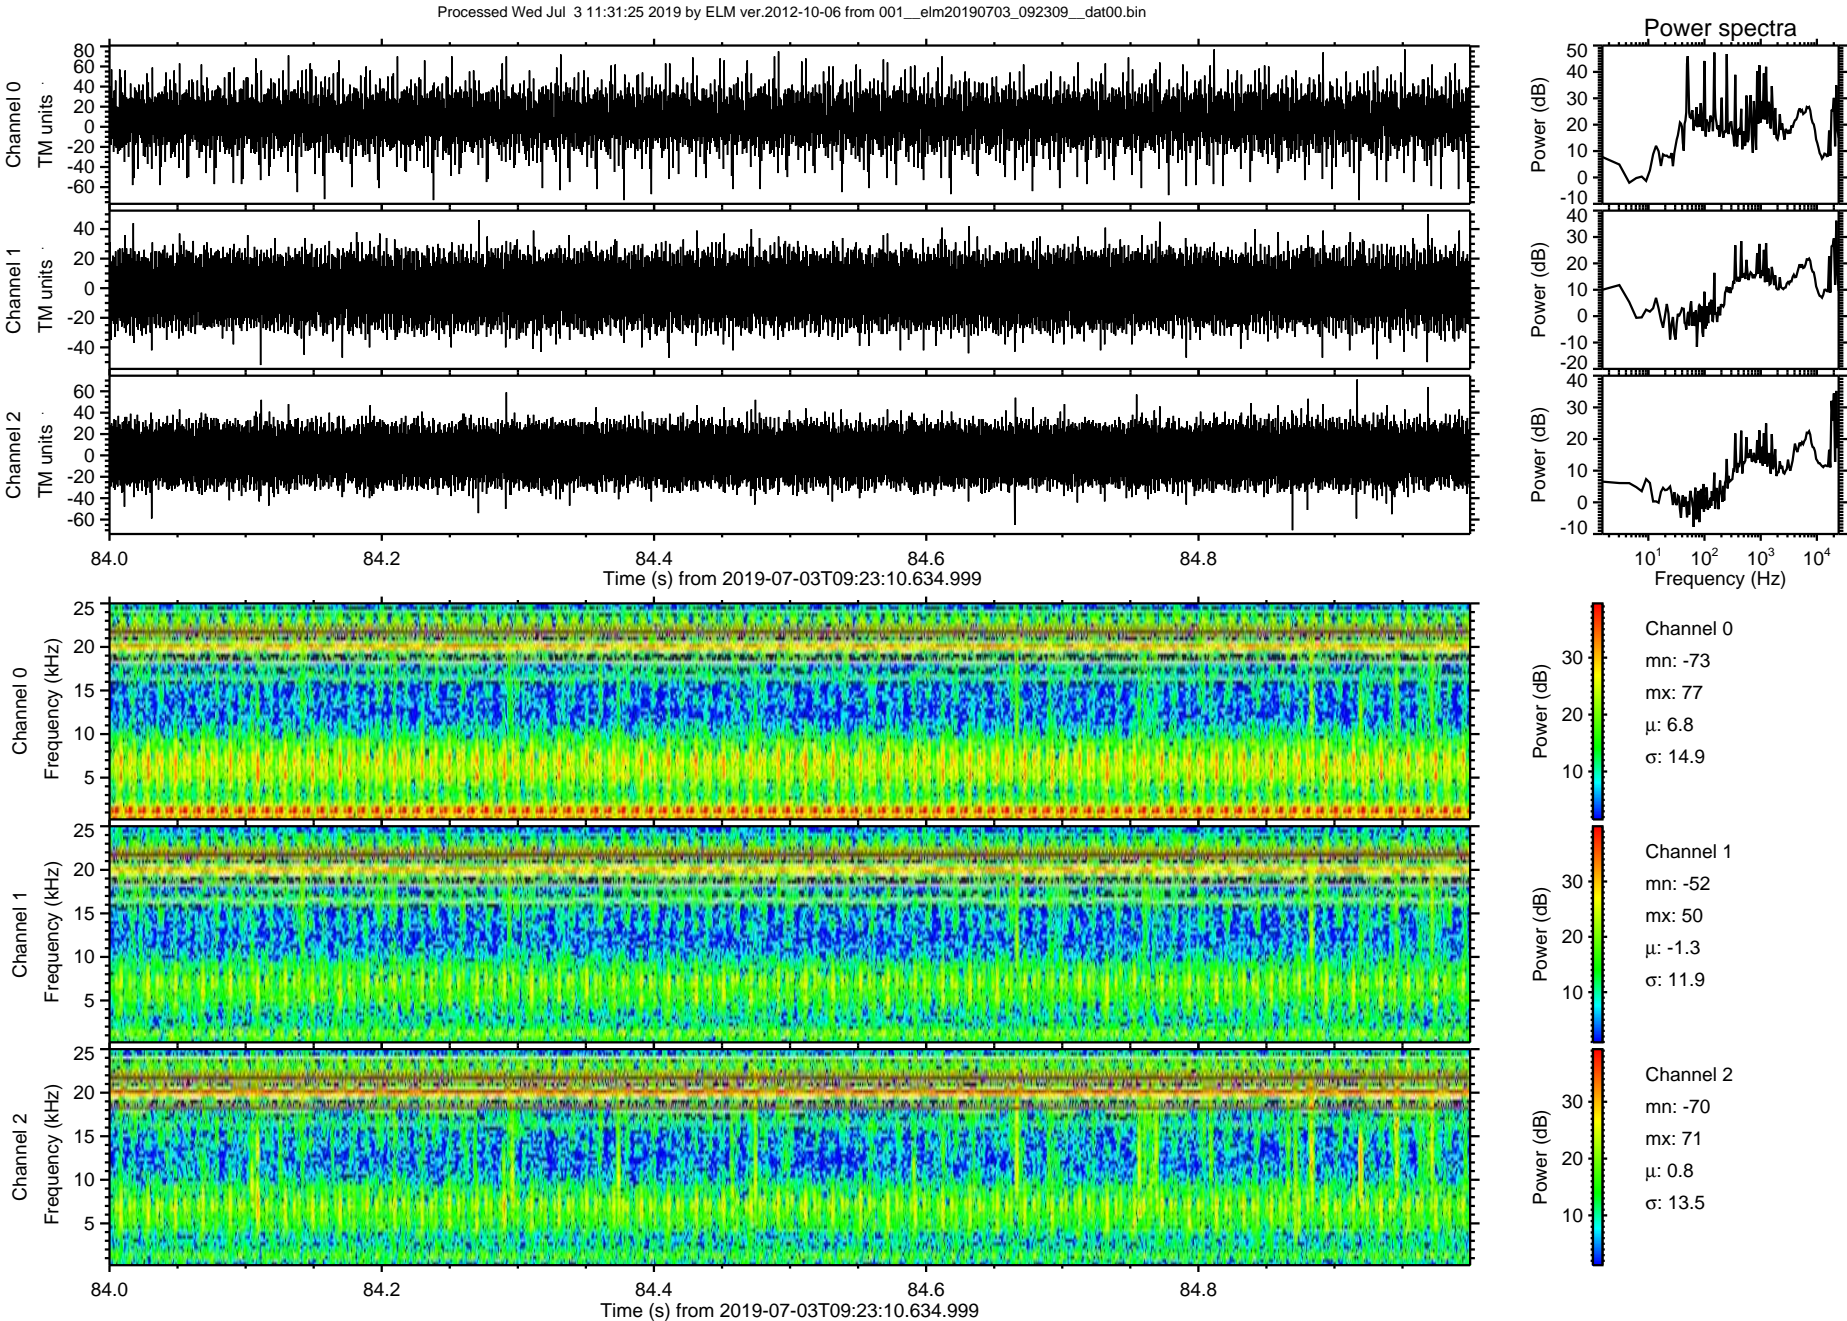 Processed Wed Jul  3 11:31:25 2019 by ELM ver.2012-10-06 from 001__elm20190703_092309__dat00.bin
Power spectra
Channel 0
TM units
80
60
40
20
0
-20
-40
-60
Power (dB)
50
40
30
20
10
0
-10
Channel 1
TM units
40
20
0
-20
-40
Power (dB)
40
30
20
10
0
-10
-20
Channel 2
TM units
60
40
20
0
-20
-40
-60
Power (dB)
40
30
20
10
0
-10
84.0 84.2 84.4 84.6 84.8
Time (s) from 2019-07-03T09:23:10.634.999
10¹ 10² 10³ 10⁴
Frequency (Hz)
Channel 0
Frequency (kHz)
25
20
15
10
5
Power (dB)
30
20
10
Channel 0
mn: -73
mx: 77
μ: 6.8
σ: 14.9
Channel 1
Frequency (kHz)
25
20
15
10
5
Power (dB)
30
20
10
Channel 1
mn: -52
mx: 50
μ: -1.3
σ: 11.9
Channel 2
Frequency (kHz)
25
20
15
10
5
Power (dB)
30
20
10
Channel 2
mn: -70
mx: 71
μ: 0.8
σ: 13.5
84.0 84.2 84.4 84.6 84.8
Time (s) from 2019-07-03T09:23:10.634.999